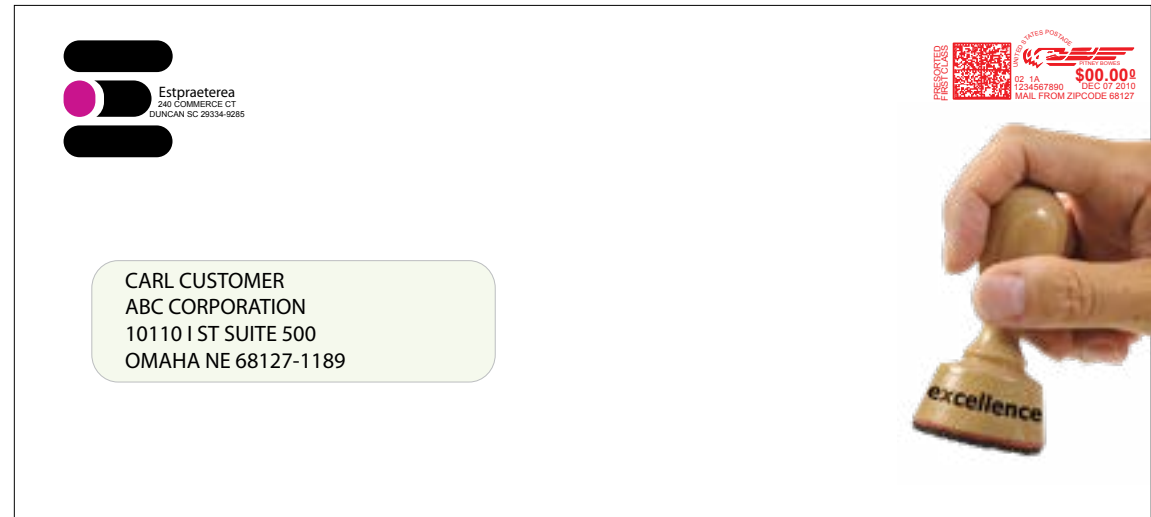 Estpraeterea
240 COMMERCE CT
DUNCAN SC 29334-9285
PRESORTED
FIRST CLASS
UNITED STATES POSTAGE
PITNEY BOWES
02 1A
$00.00⁰
1234567890
DEC 07 2010
MAIL FROM ZIPCODE 68127
CARL CUSTOMER
ABC CORPORATION
10110 I ST SUITE 500
OMAHA NE 68127-1189
excellence